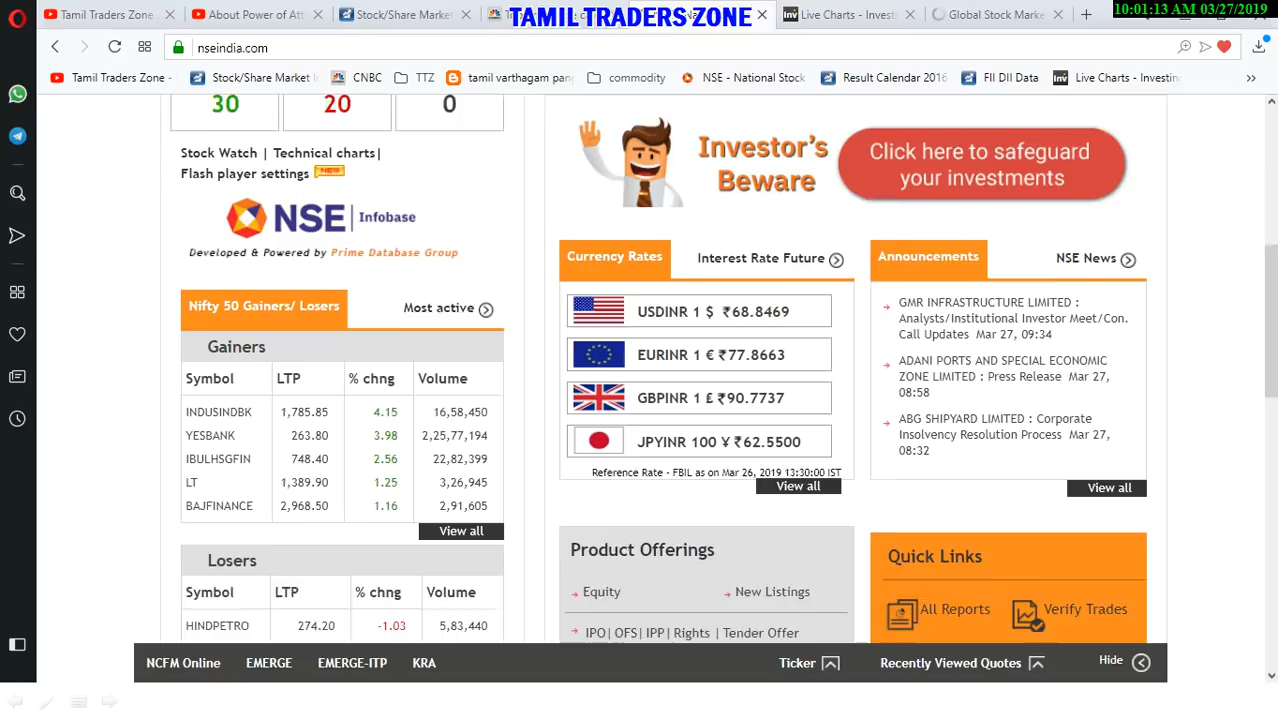 TAMIL TRADERS ZONE
10:01:13 AM 03/27/2019
Tamil Traders Zone
About Power of Att
Stock/Share Marke
Live Charts - Investi
Global Stock Marke
nseindia.com
Tamil Traders Zone -
Stock/Share Market I
CNBC
TTZ
tamil varthagam pan
commodity
NSE - National Stock
Result Calendar 2016
FII DII Data
Live Charts - Investin
30
20
0
Stock Watch | Technical charts|
Flash player settings NEW
NSE Infobase
Developed & Powered by Prime Database Group
Nifty 50 Gainers/ Losers
Most active
Gainers
Symbol LTP % chng Volume
INDUSINDBK 1,785.85 4.15 16,58,450
YESBANK 263.80 3.98 2,25,77,194
IBULHSGFIN 748.40 2.56 22,82,399
LT 1,389.90 1.25 3,26,945
BAJFINANCE 2,968.50 1.16 2,91,605
View all
Losers
Symbol LTP % chng Volume
HINDPETRO 274.20 -1.03 5,83,440
Investor's
Beware
Click here to safeguard
your investments
Currency Rates
Interest Rate Future
USDINR 1 $ ₹68.8469
EURINR 1 € ₹77.8663
GBPINR 1 £ ₹90.7737
JPYINR 100 ¥ ₹62.5500
Reference Rate - FBIL as on Mar 26, 2019 13:30:00 IST
View all
Announcements
NSE News
GMR INFRASTRUCTURE LIMITED :
Analysts/Institutional Investor Meet/Con.
Call Updates Mar 27, 09:34
ADANI PORTS AND SPECIAL ECONOMIC
ZONE LIMITED : Press Release Mar 27,
08:58
ABG SHIPYARD LIMITED : Corporate
Insolvency Resolution Process Mar 27,
08:32
View all
Product Offerings
Equity
New Listings
IPO| OFS| IPP| Rights | Tender Offer
Quick Links
All Reports
Verify Trades
NCFM Online
EMERGE
EMERGE-ITP
KRA
Ticker
Recently Viewed Quotes
Hide